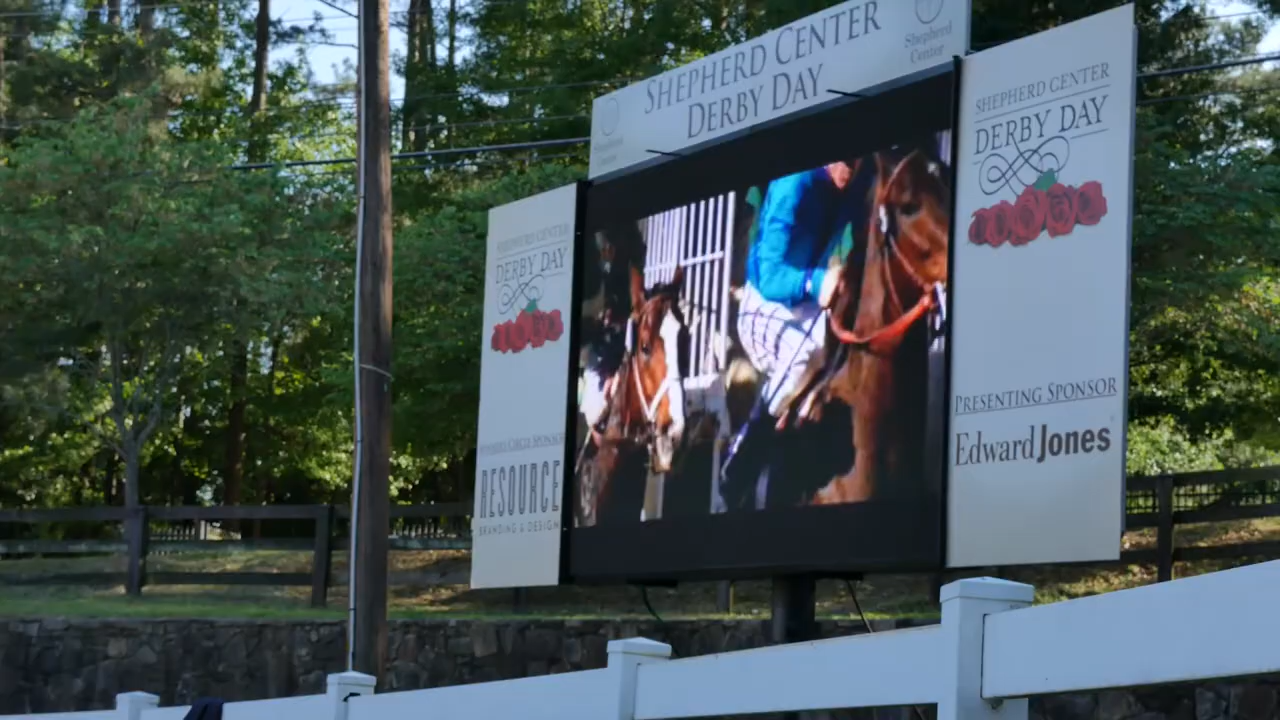 SHEPHERD CENTER
DERBY DAY
Shepherd
Center
SHEPHERD CENTER
DERBY DAY
RESOURCE
BRANDING & DESIGN
SHEPHERD CENTER
DERBY DAY
PRESENTING SPONSOR
Edward Jones